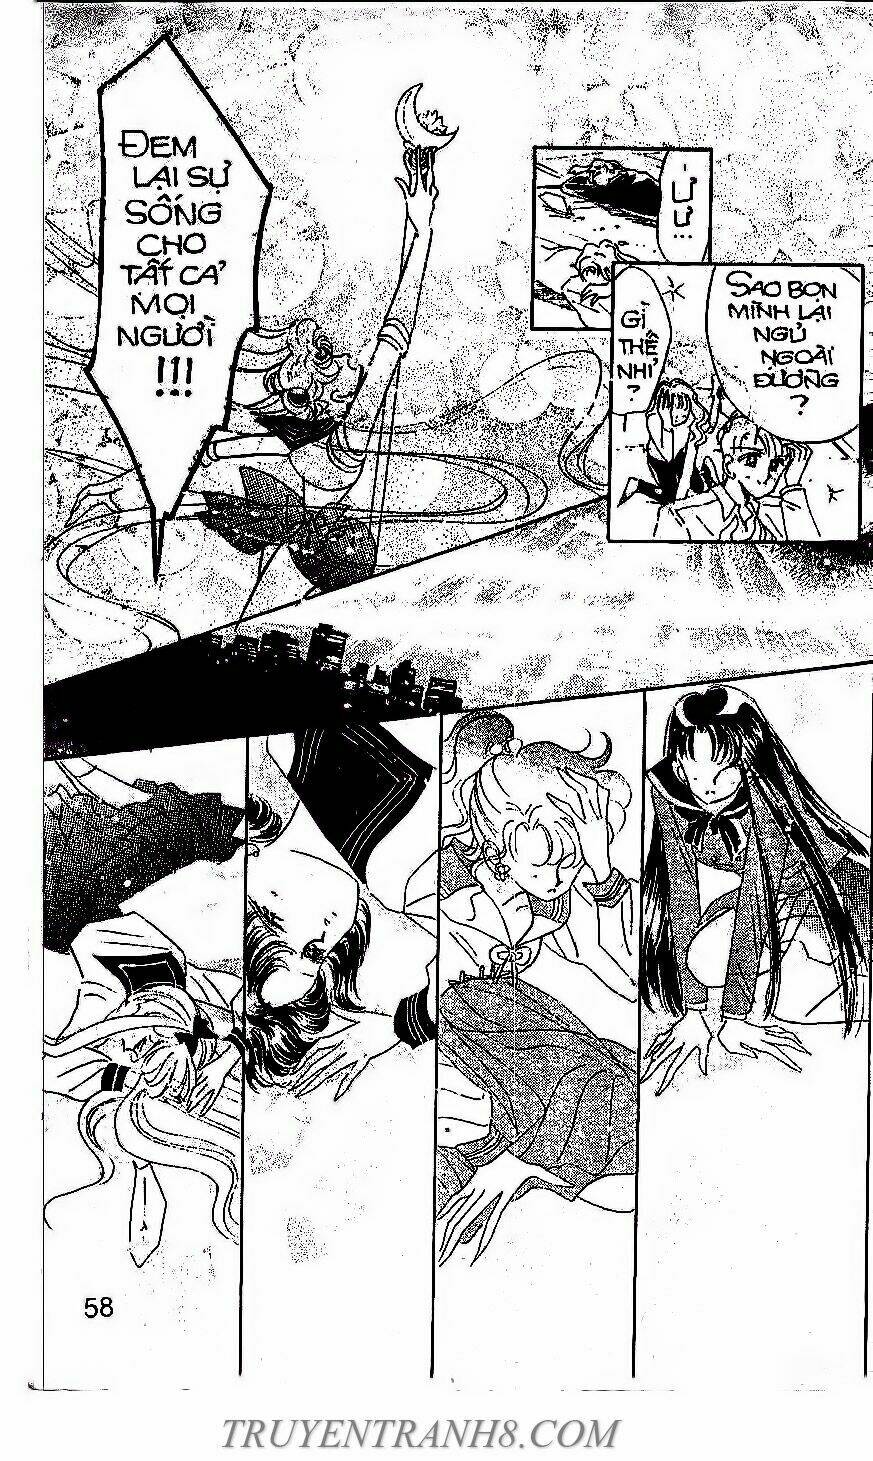 ĐEM
LẠI SỰ
SỐNG
CHO
TẤT CẢ
MỌI
NGƯỜI
!!!
ƯƯ...
SAO BỌN
MÌNH LẠI
NGỦ
NGOÀI
ĐƯỜNG
?
GÌ
THẾ
NHỈ
?
58
TRUYENTRANH8.COM